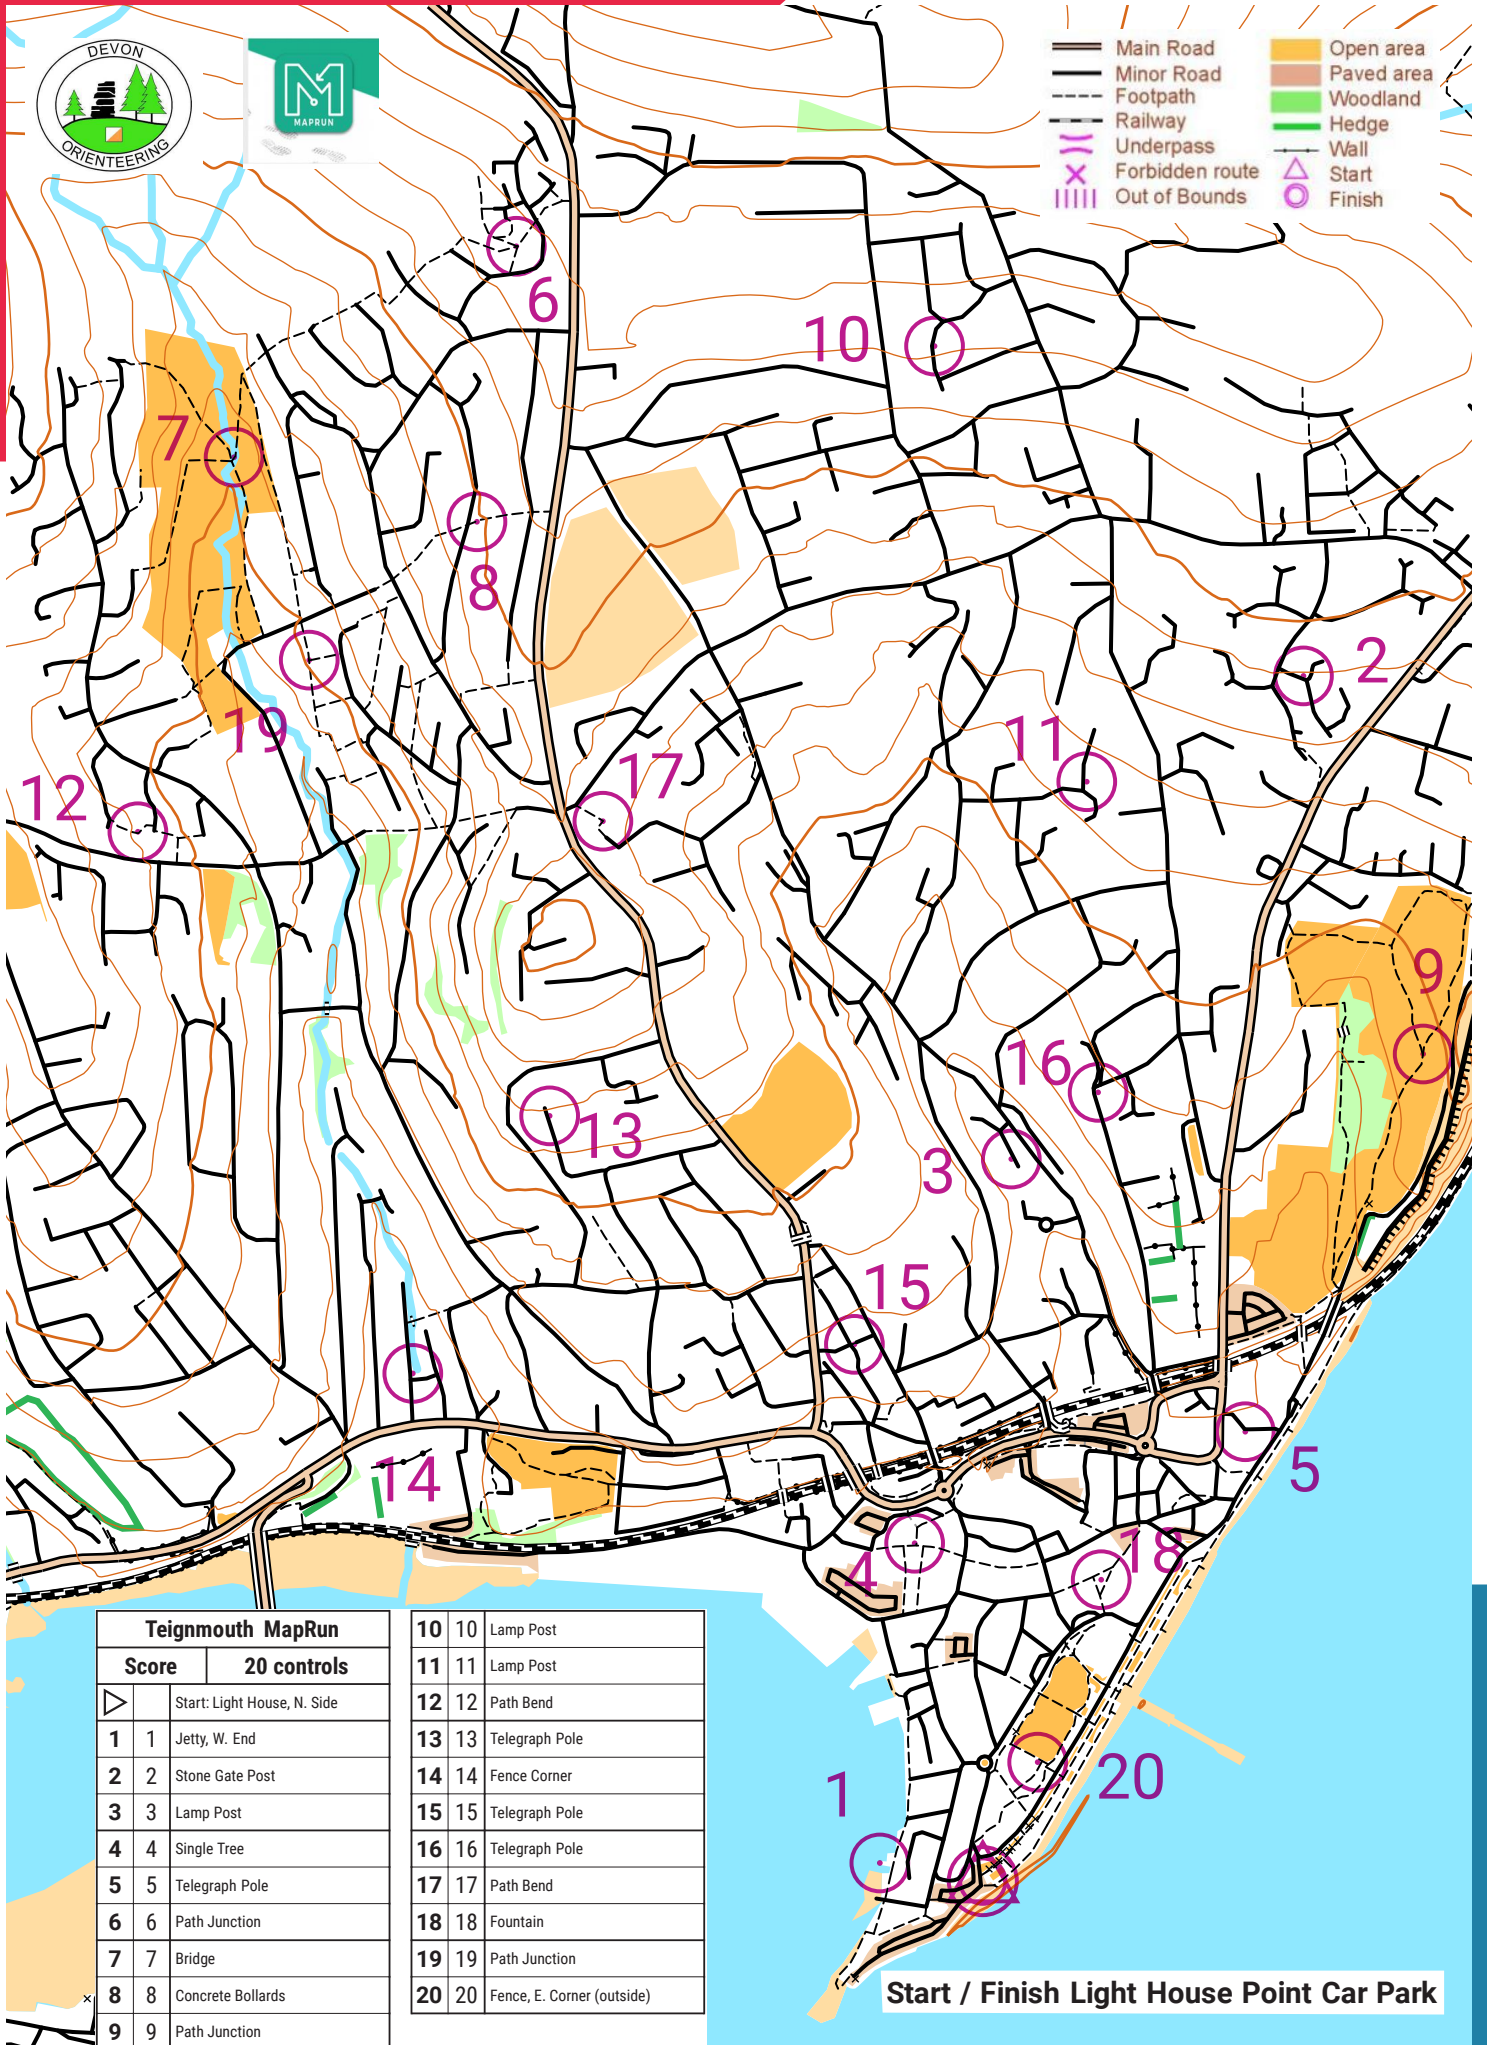 DEVON
ORIENTEERING
MAPRUN
Main Road
Minor Road
Footpath
Railway
Underpass
Forbidden route
Out of Bounds
Open area
Paved area
Woodland
Hedge
Wall
Start
Finish
6
10
7
8
2
19
11
17
12
9
16
13
3
15
14
5
18
4
1
20
Teignmouth MapRun
Score 20 controls
Start: Light House, N. Side
1 1 Jetty, W. End
2 2 Stone Gate Post
3 3 Lamp Post
4 4 Single Tree
5 5 Telegraph Pole
6 6 Path Junction
7 7 Bridge
8 8 Concrete Bollards
9 9 Path Junction
10 10 Lamp Post
11 11 Lamp Post
12 12 Path Bend
13 13 Telegraph Pole
14 14 Fence Corner
15 15 Telegraph Pole
16 16 Telegraph Pole
17 17 Path Bend
18 18 Fountain
19 19 Path Junction
20 20 Fence, E. Corner (outside)
Start / Finish Light House Point Car Park